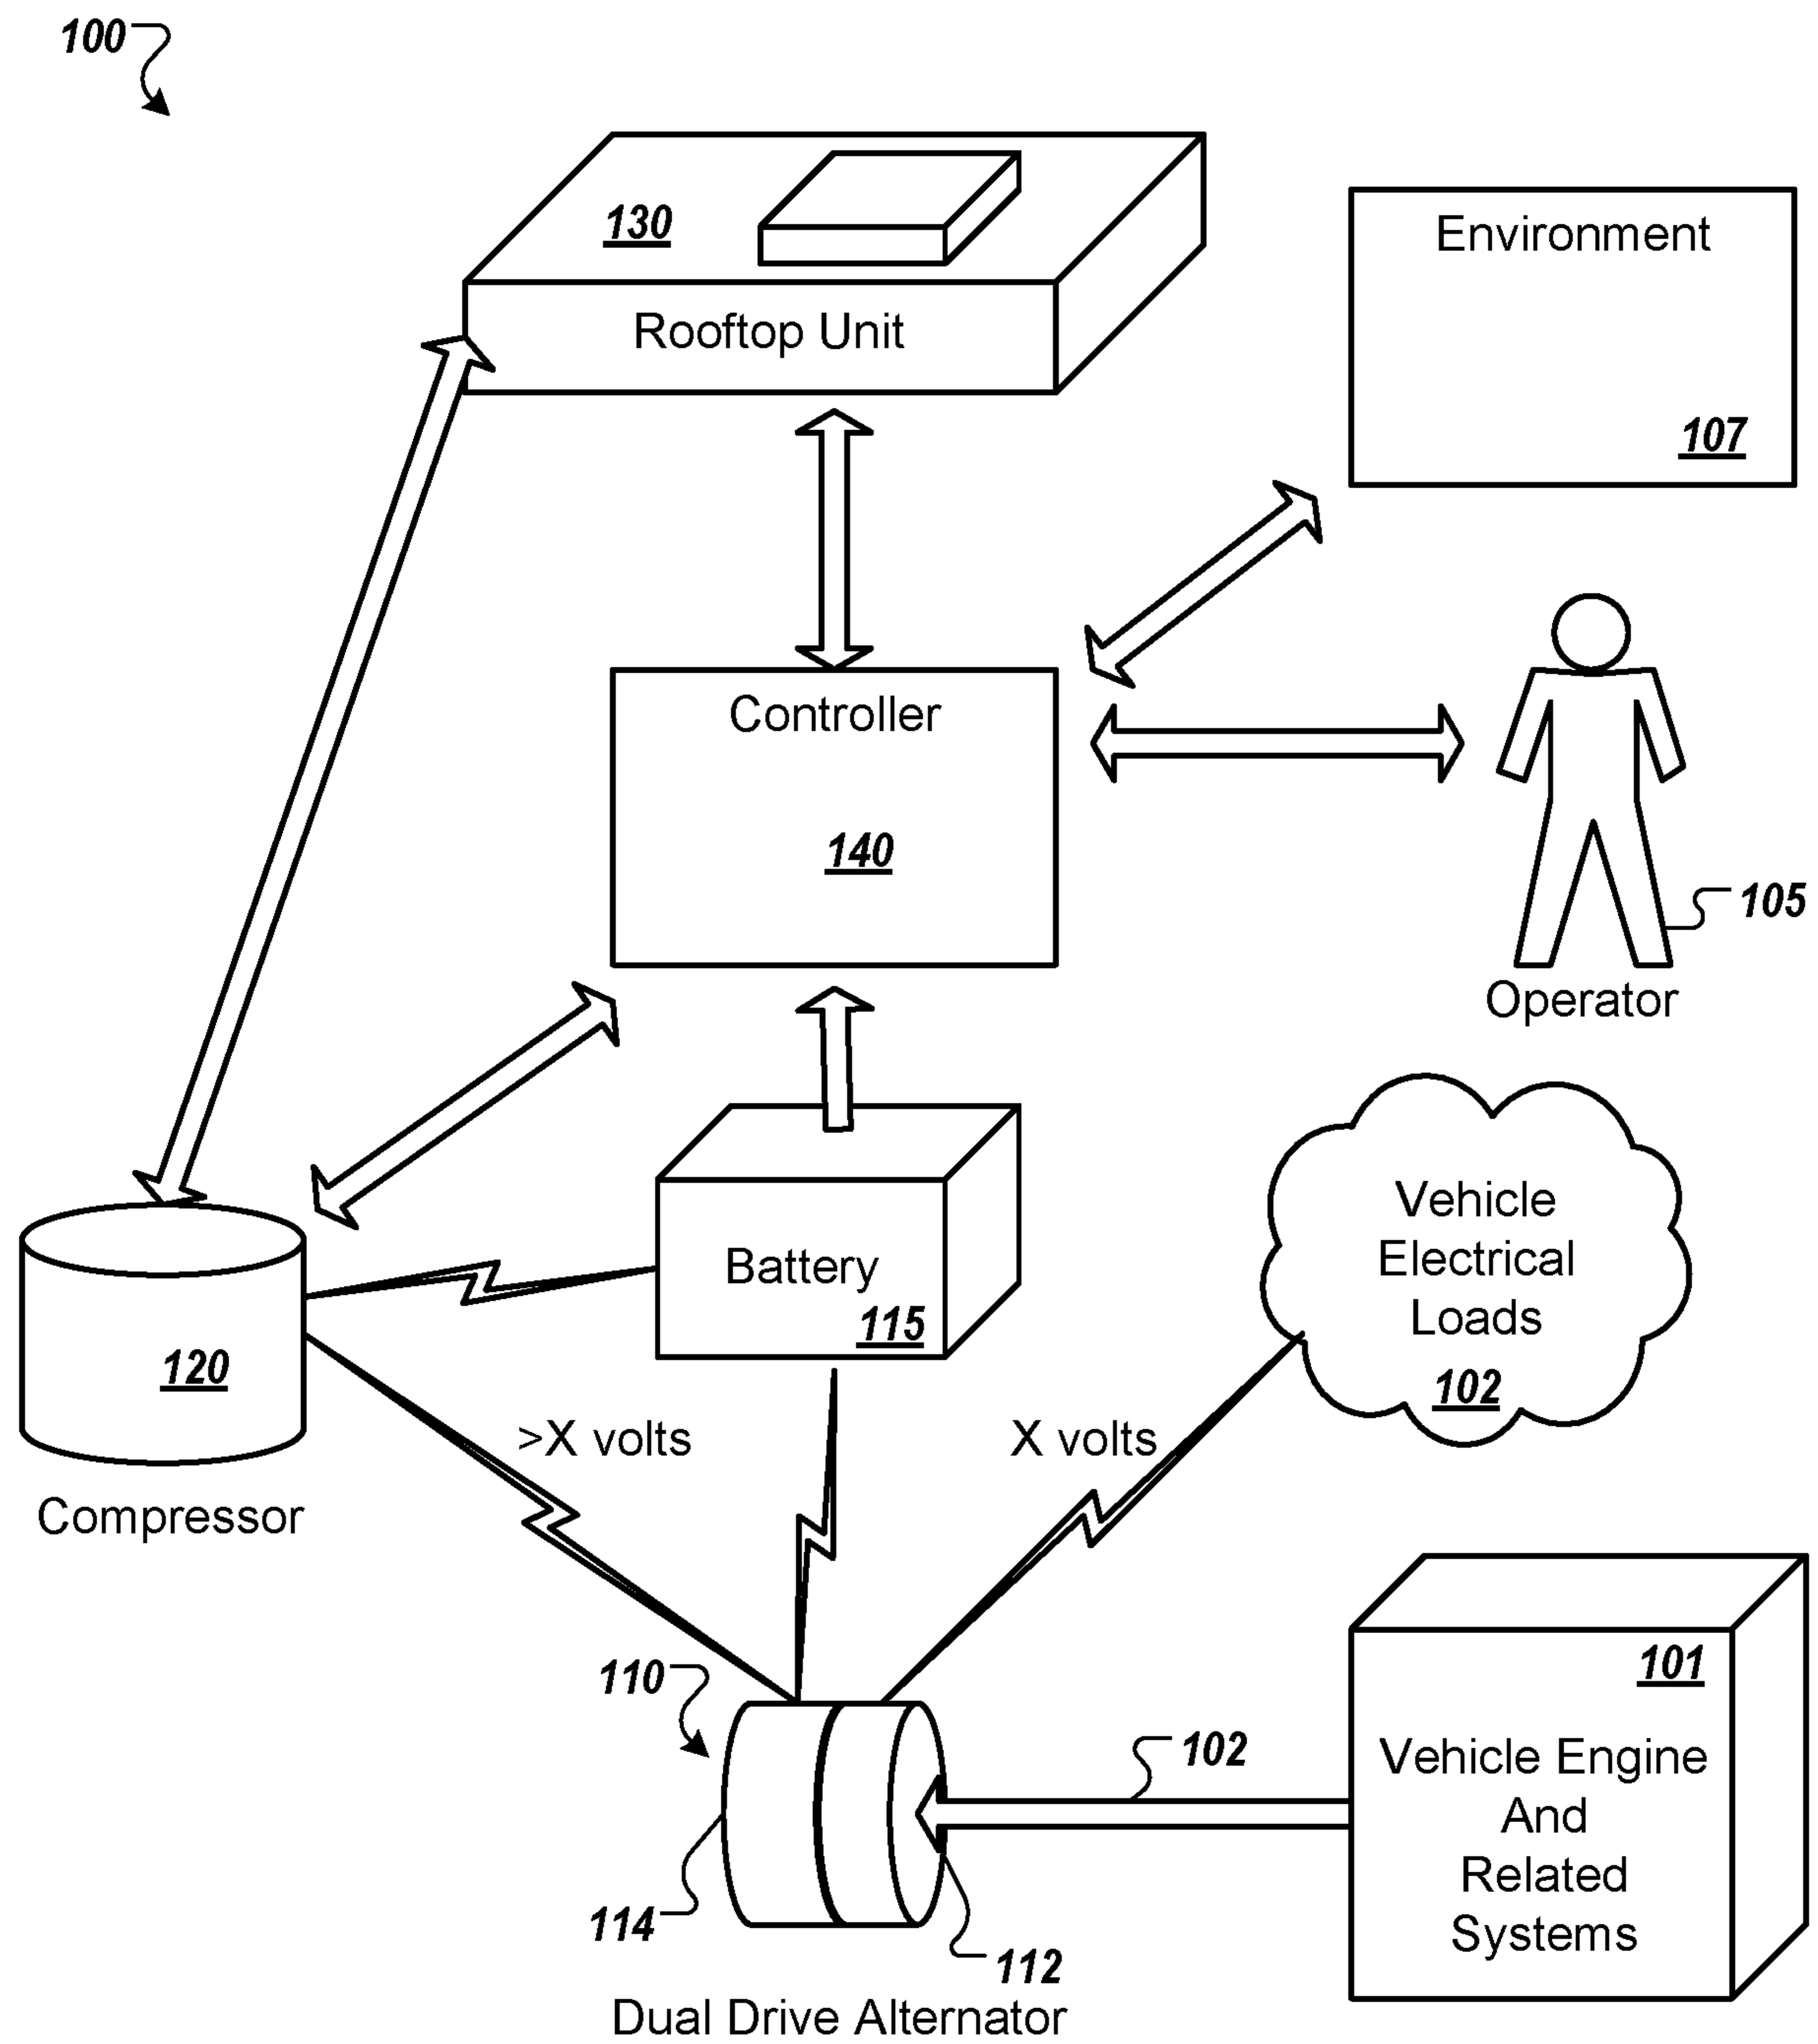 100
130
Rooftop Unit
Environment
107
Controller
140
105
Operator
Battery
115
Vehicle
Electrical
Loads
102
120
Compressor
>X volts
X volts
110
114
112
Dual Drive Alternator
102
101
Vehicle Engine
And
Related
Systems